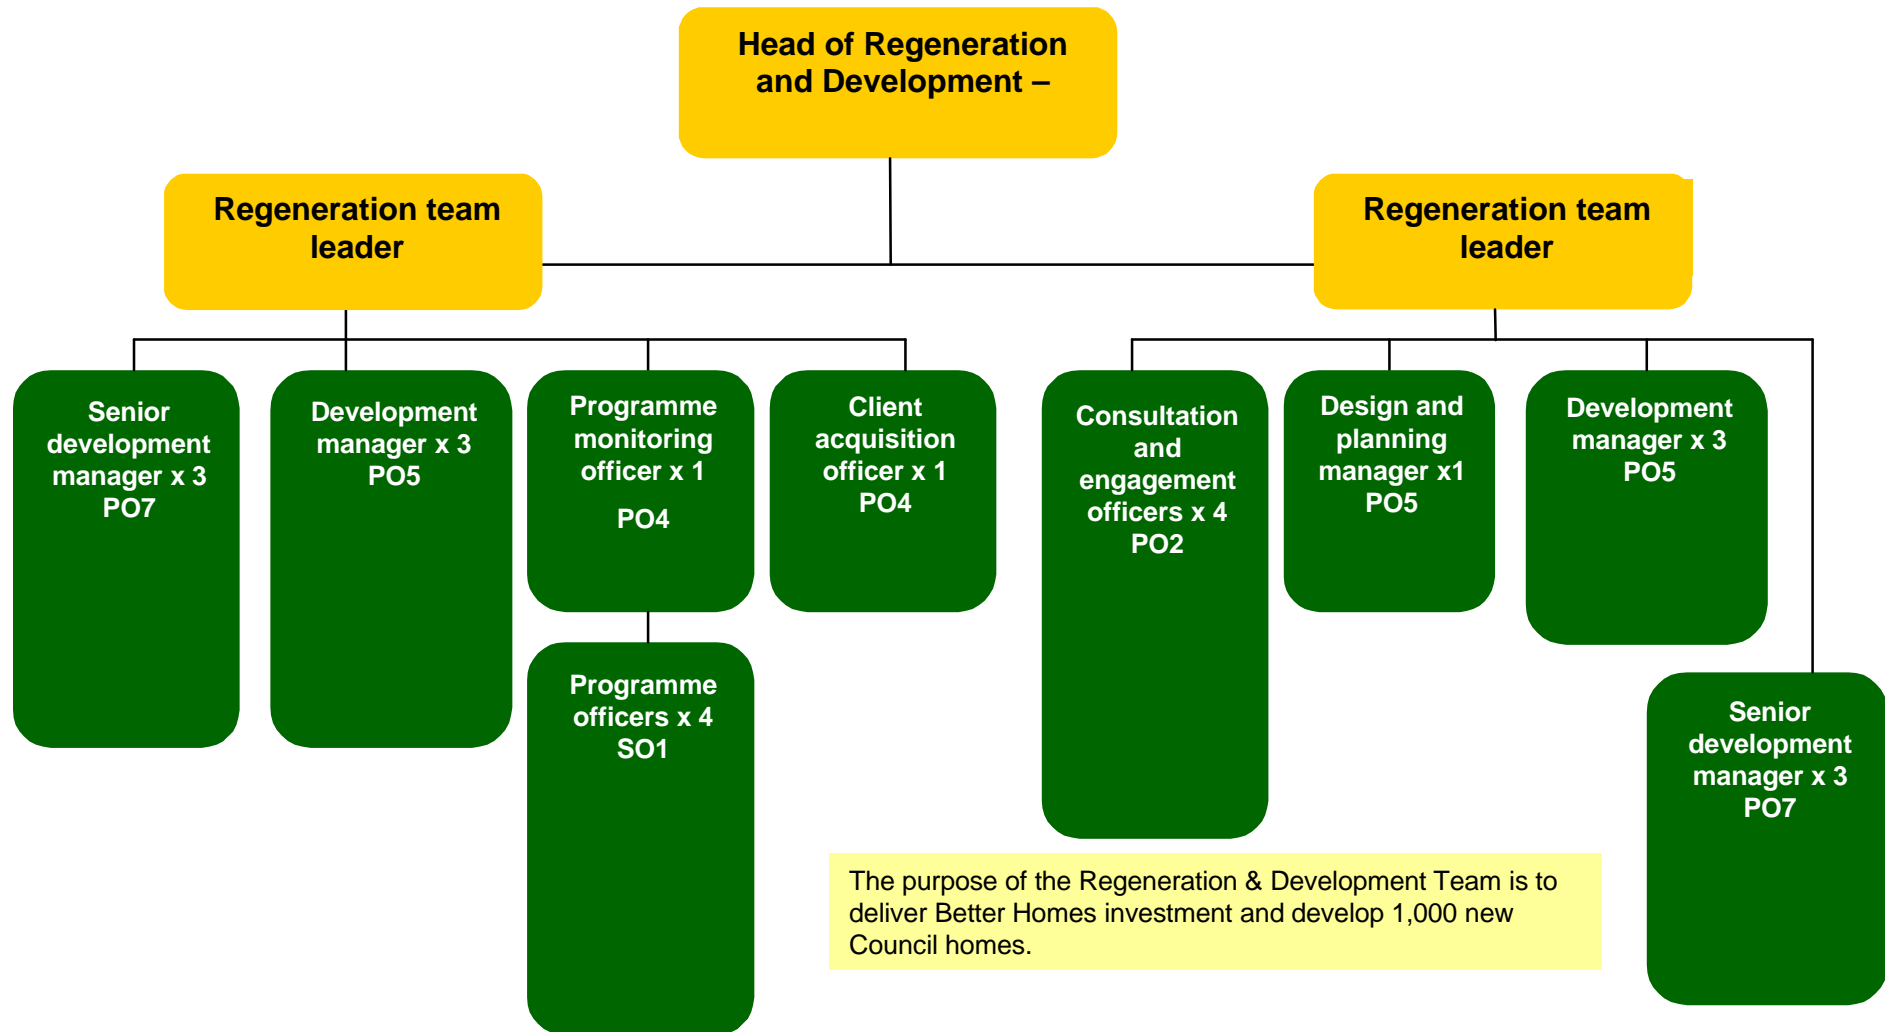 Head of Regeneration
and Development –
Regeneration team
leader
Regeneration team
leader
Senior
development
manager x 3
PO7
Development
manager x 3
PO5
Programme
monitoring
officer x 1
PO4
Client
acquisition
officer x 1
PO4
Consultation
and
engagement
officers x 4
PO2
Design and
planning
manager x1
PO5
Development
manager x 3
PO5
Programme
officers x 4
SO1
Senior
development
manager x 3
PO7
The purpose of the Regeneration & Development Team is to
deliver Better Homes investment and develop 1,000 new
Council homes.